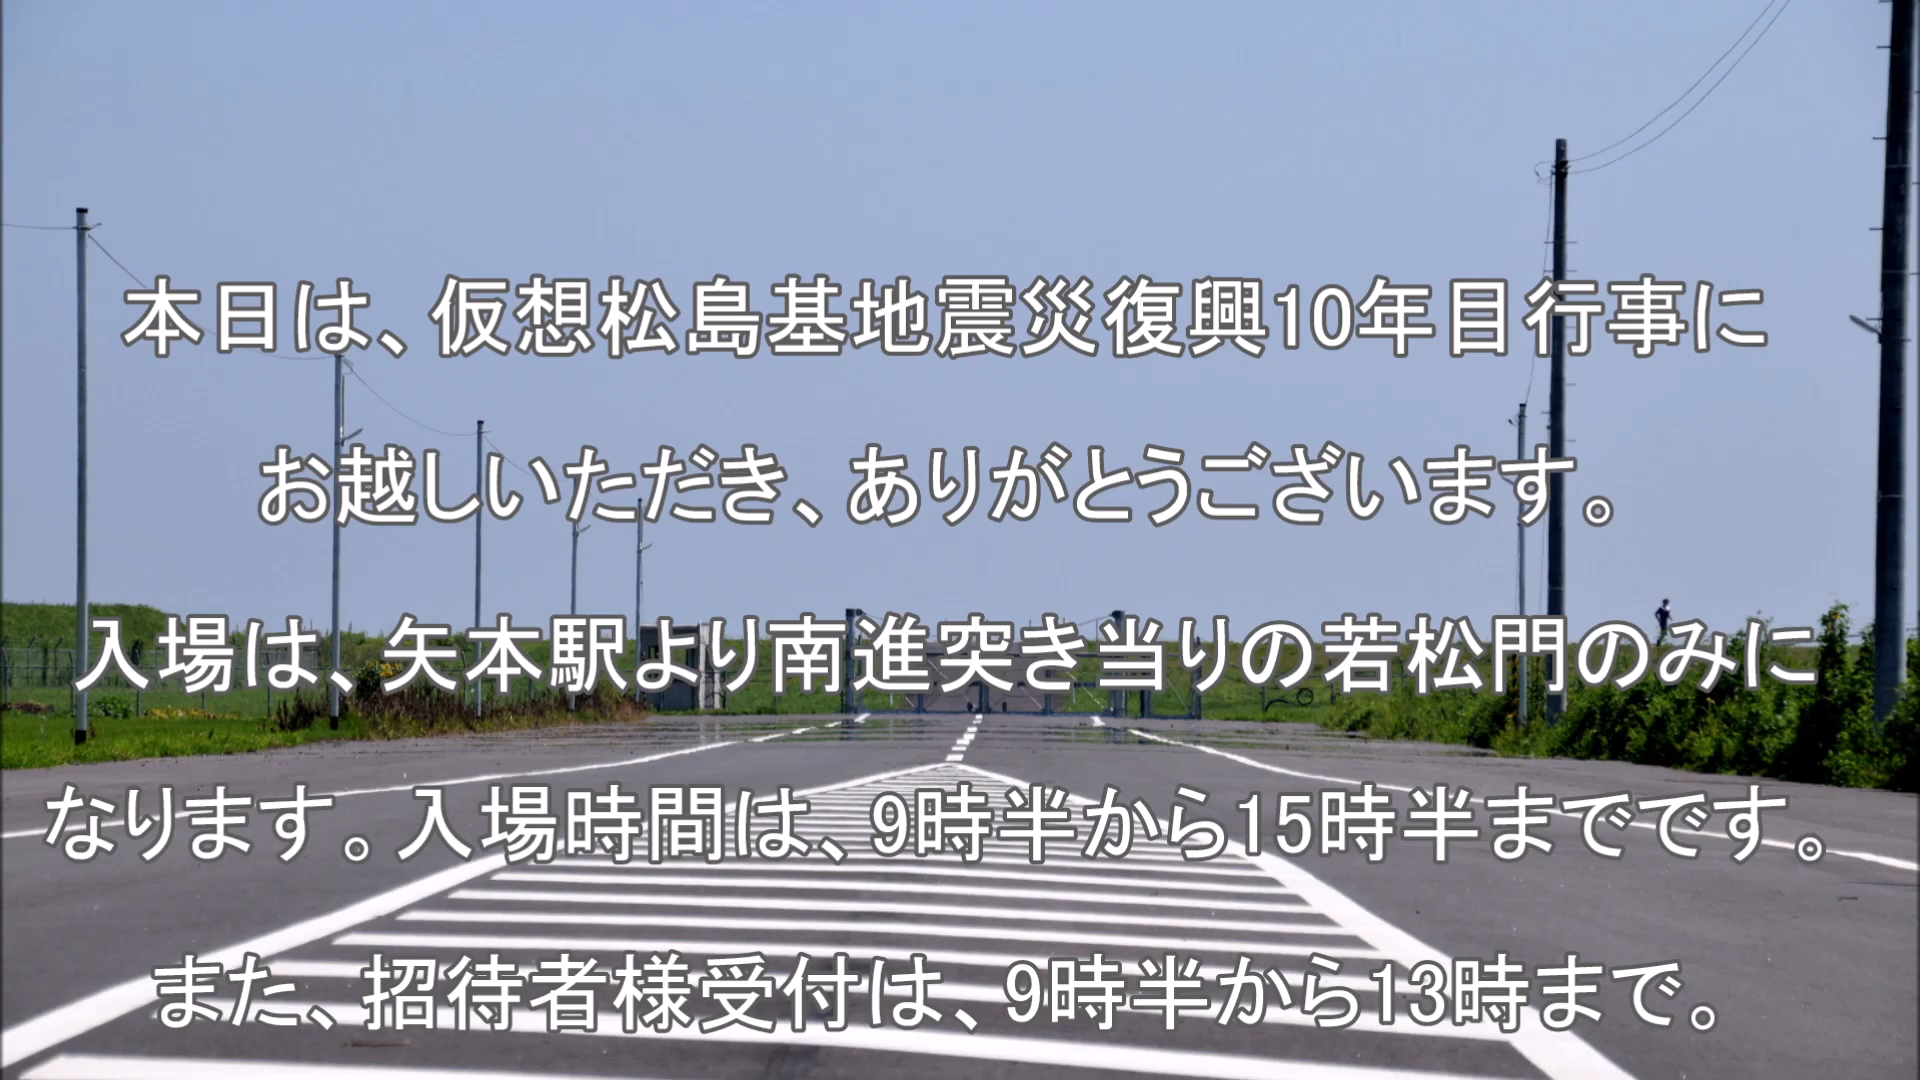 本日は、仮想松島基地震災復興10年目行事に
お越しいただき、ありがとうございます。
入場は、矢本駅より南進突き当りの若松門のみに
なります。入場時間は、9時半から15時半までです。
また、招待者様受付は、9時半から13時まで。